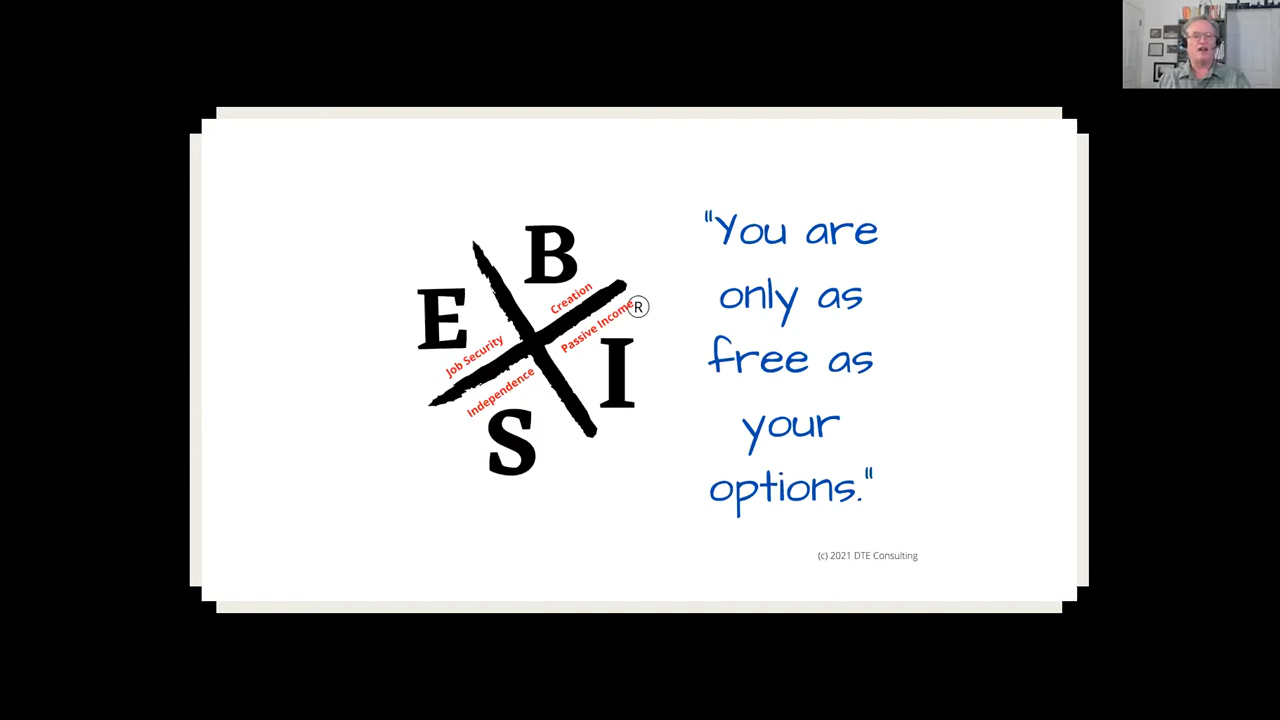 B
E
Creation
Passive Income
®
Job Security
Independence
I
S
"You are
only as
free as
your
options."
(c) 2021 DTE Consulting